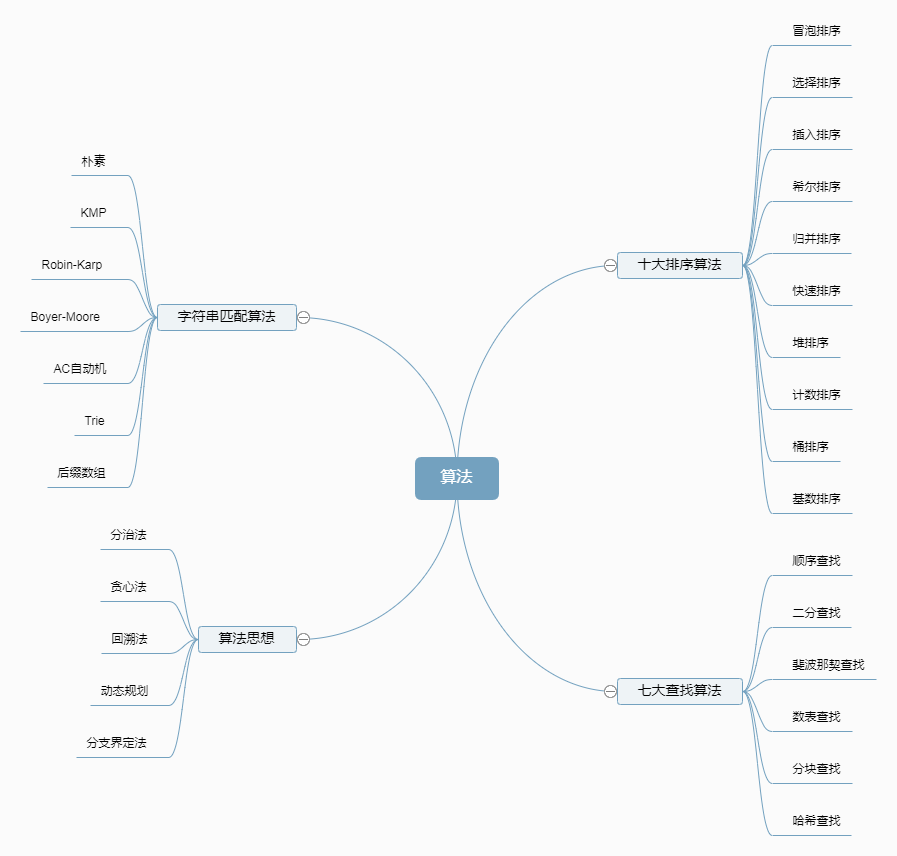 算法
十大排序算法
冒泡排序
选择排序
插入排序
希尔排序
归并排序
快速排序
堆排序
计数排序
桶排序
基数排序
七大查找算法
顺序查找
二分查找
斐波那契查找
数表查找
分块查找
哈希查找
字符串匹配算法
朴素
KMP
Robin-Karp
Boyer-Moore
AC自动机
Trie
后缀数组
算法思想
分治法
贪心法
回溯法
动态规划
分支界定法